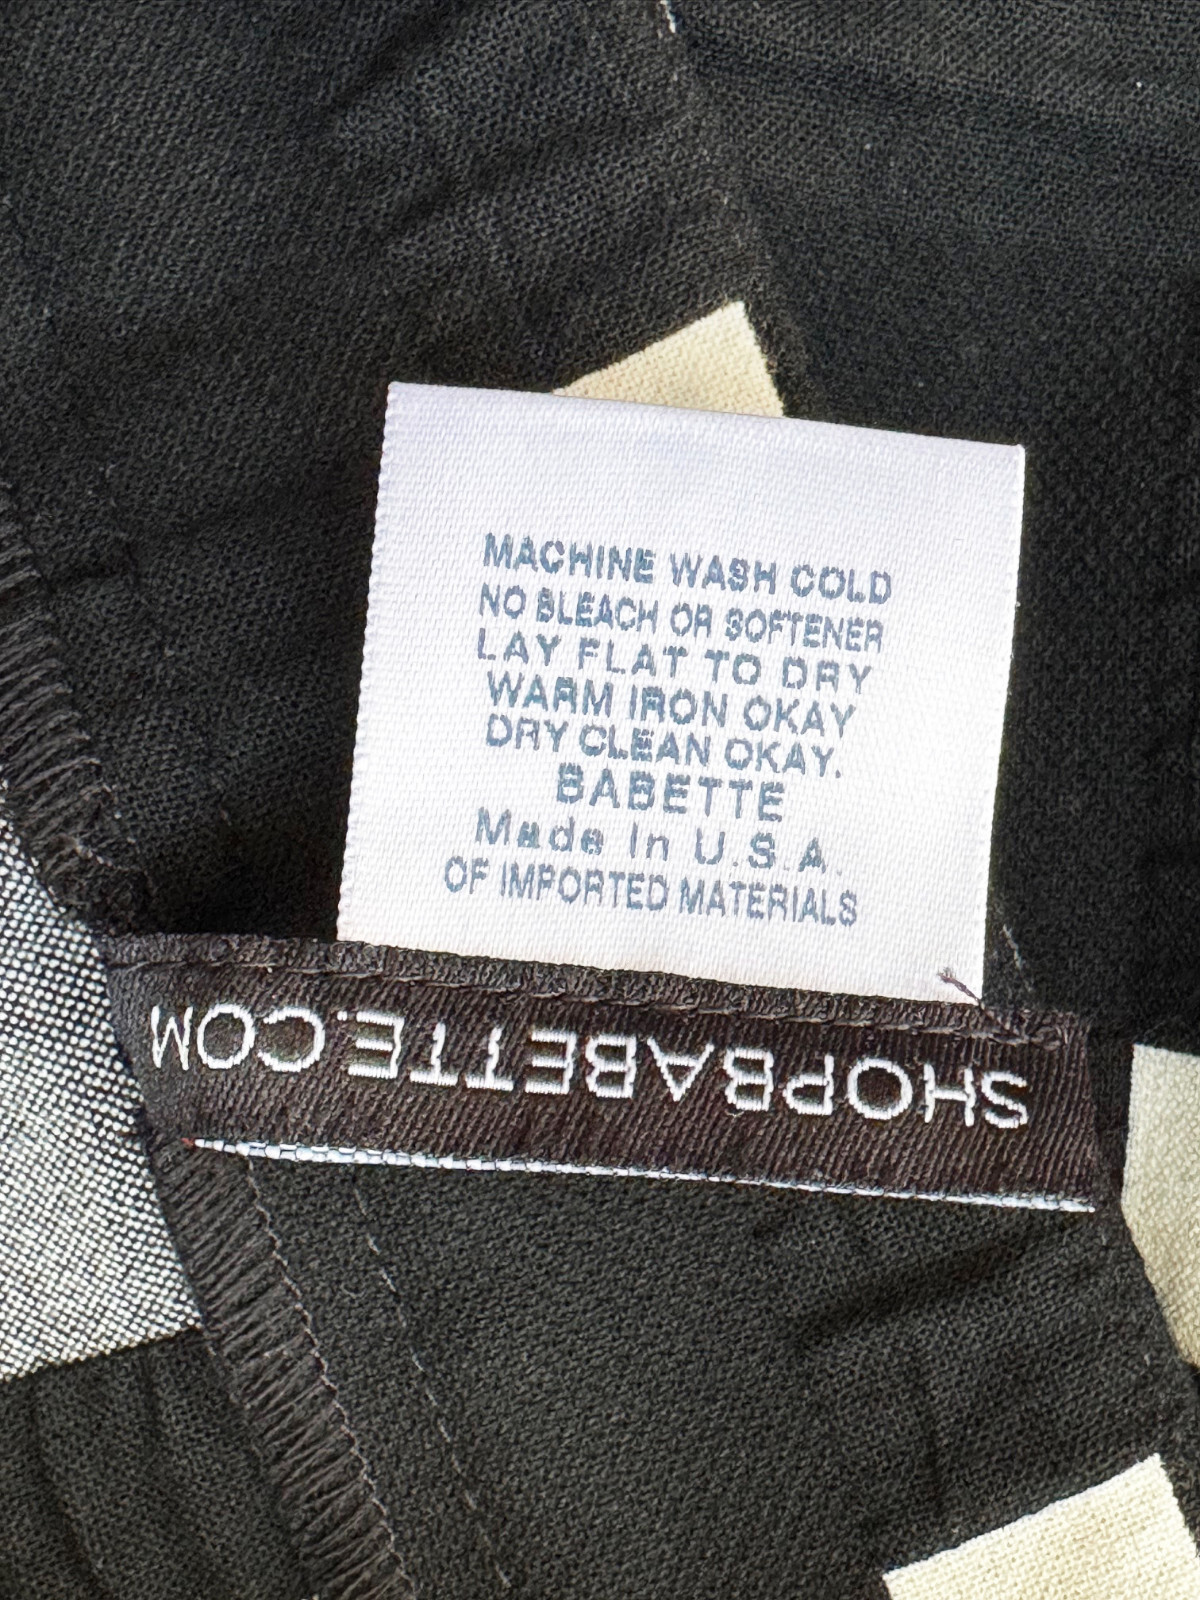 MACHINE WASH COLD
NO BLEACH OR SOFTENER
LAY FLAT TO DRY
WARM IRON OKAY
DRY CLEAN OKAY.
BABETTE
Made In U.S.A.
OF IMPORTED MATERIALS
SHOPBABETTE.COM